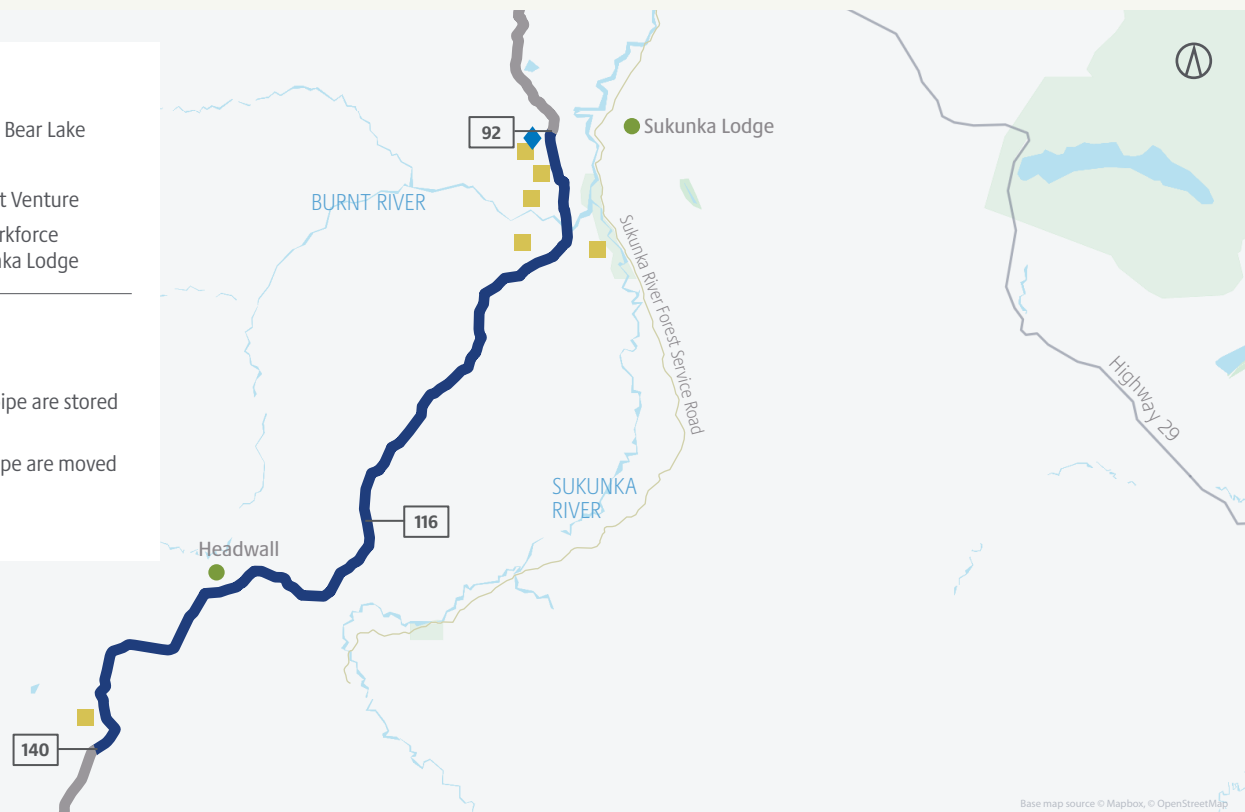 Bear Lake
t Venture
rkforce
ka Lodge
ipe are stored
pe are moved
92
Sukunka Lodge
BURNT RIVER
Sukunka River Forest Service Road
Highway 29
SUKUNKA
RIVER
116
Headwall
140
Base map source © Mapbox, © OpenStreetMap